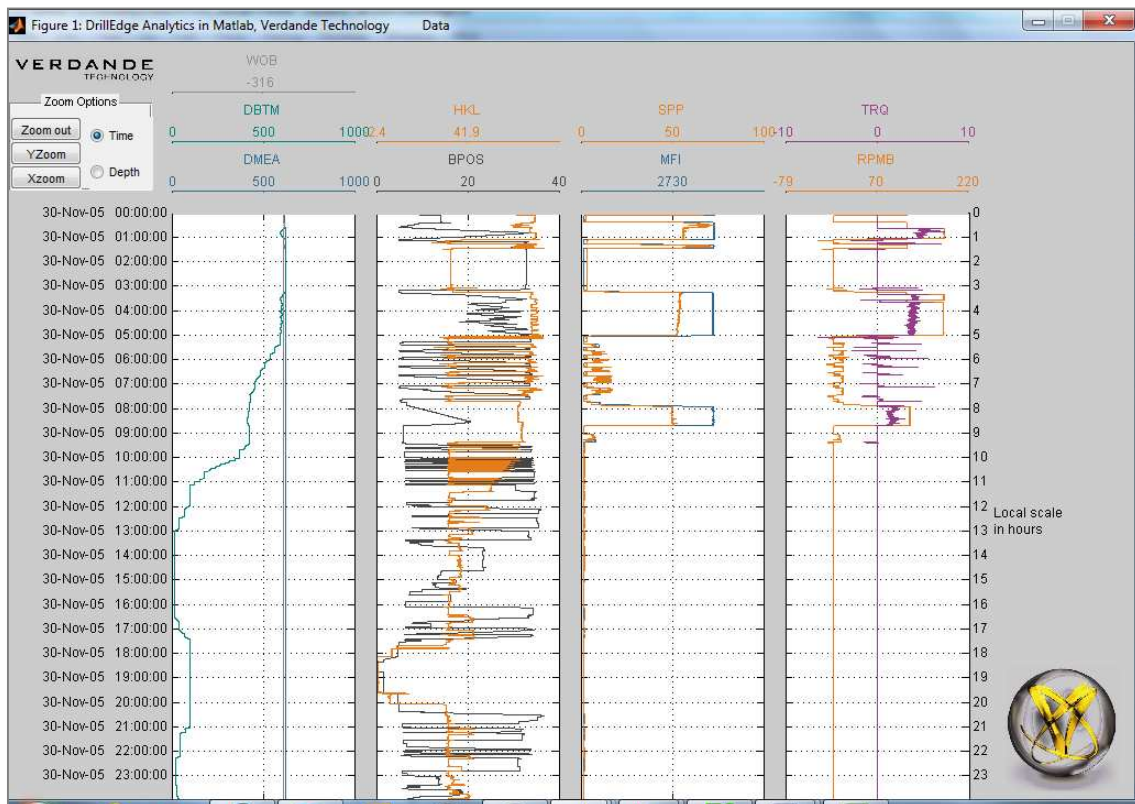 Figure 1: DrillEdge Analytics in Matlab, Verdande Technology Data
VERDANDE
TECHNOLOGY
Zoom Options
Zoom out
YZoom
Xzoom
Time
Depth
WOB
-316
DBTM HKL SPP TRQ
0 500 1000 2.4 41.9 0 50 100 -10 0 10
DMEA BPOS MFI RPMB
0 500 1000 0 20 40 2730 -79 70 220
30-Nov-05 00:00:00 0
30-Nov-05 01:00:00 1
30-Nov-05 02:00:00 2
30-Nov-05 03:00:00 3
30-Nov-05 04:00:00 4
30-Nov-05 05:00:00 5
30-Nov-05 06:00:00 6
30-Nov-05 07:00:00 7
30-Nov-05 08:00:00 8
30-Nov-05 09:00:00 9
30-Nov-05 10:00:00 10
30-Nov-05 11:00:00 11
30-Nov-05 12:00:00 12
30-Nov-05 13:00:00 13
30-Nov-05 14:00:00 14
30-Nov-05 15:00:00 15
30-Nov-05 16:00:00 16
30-Nov-05 17:00:00 17
30-Nov-05 18:00:00 18
30-Nov-05 19:00:00 19
30-Nov-05 20:00:00 20
30-Nov-05 21:00:00 21
30-Nov-05 22:00:00 22
30-Nov-05 23:00:00 23
Local scale
in hours